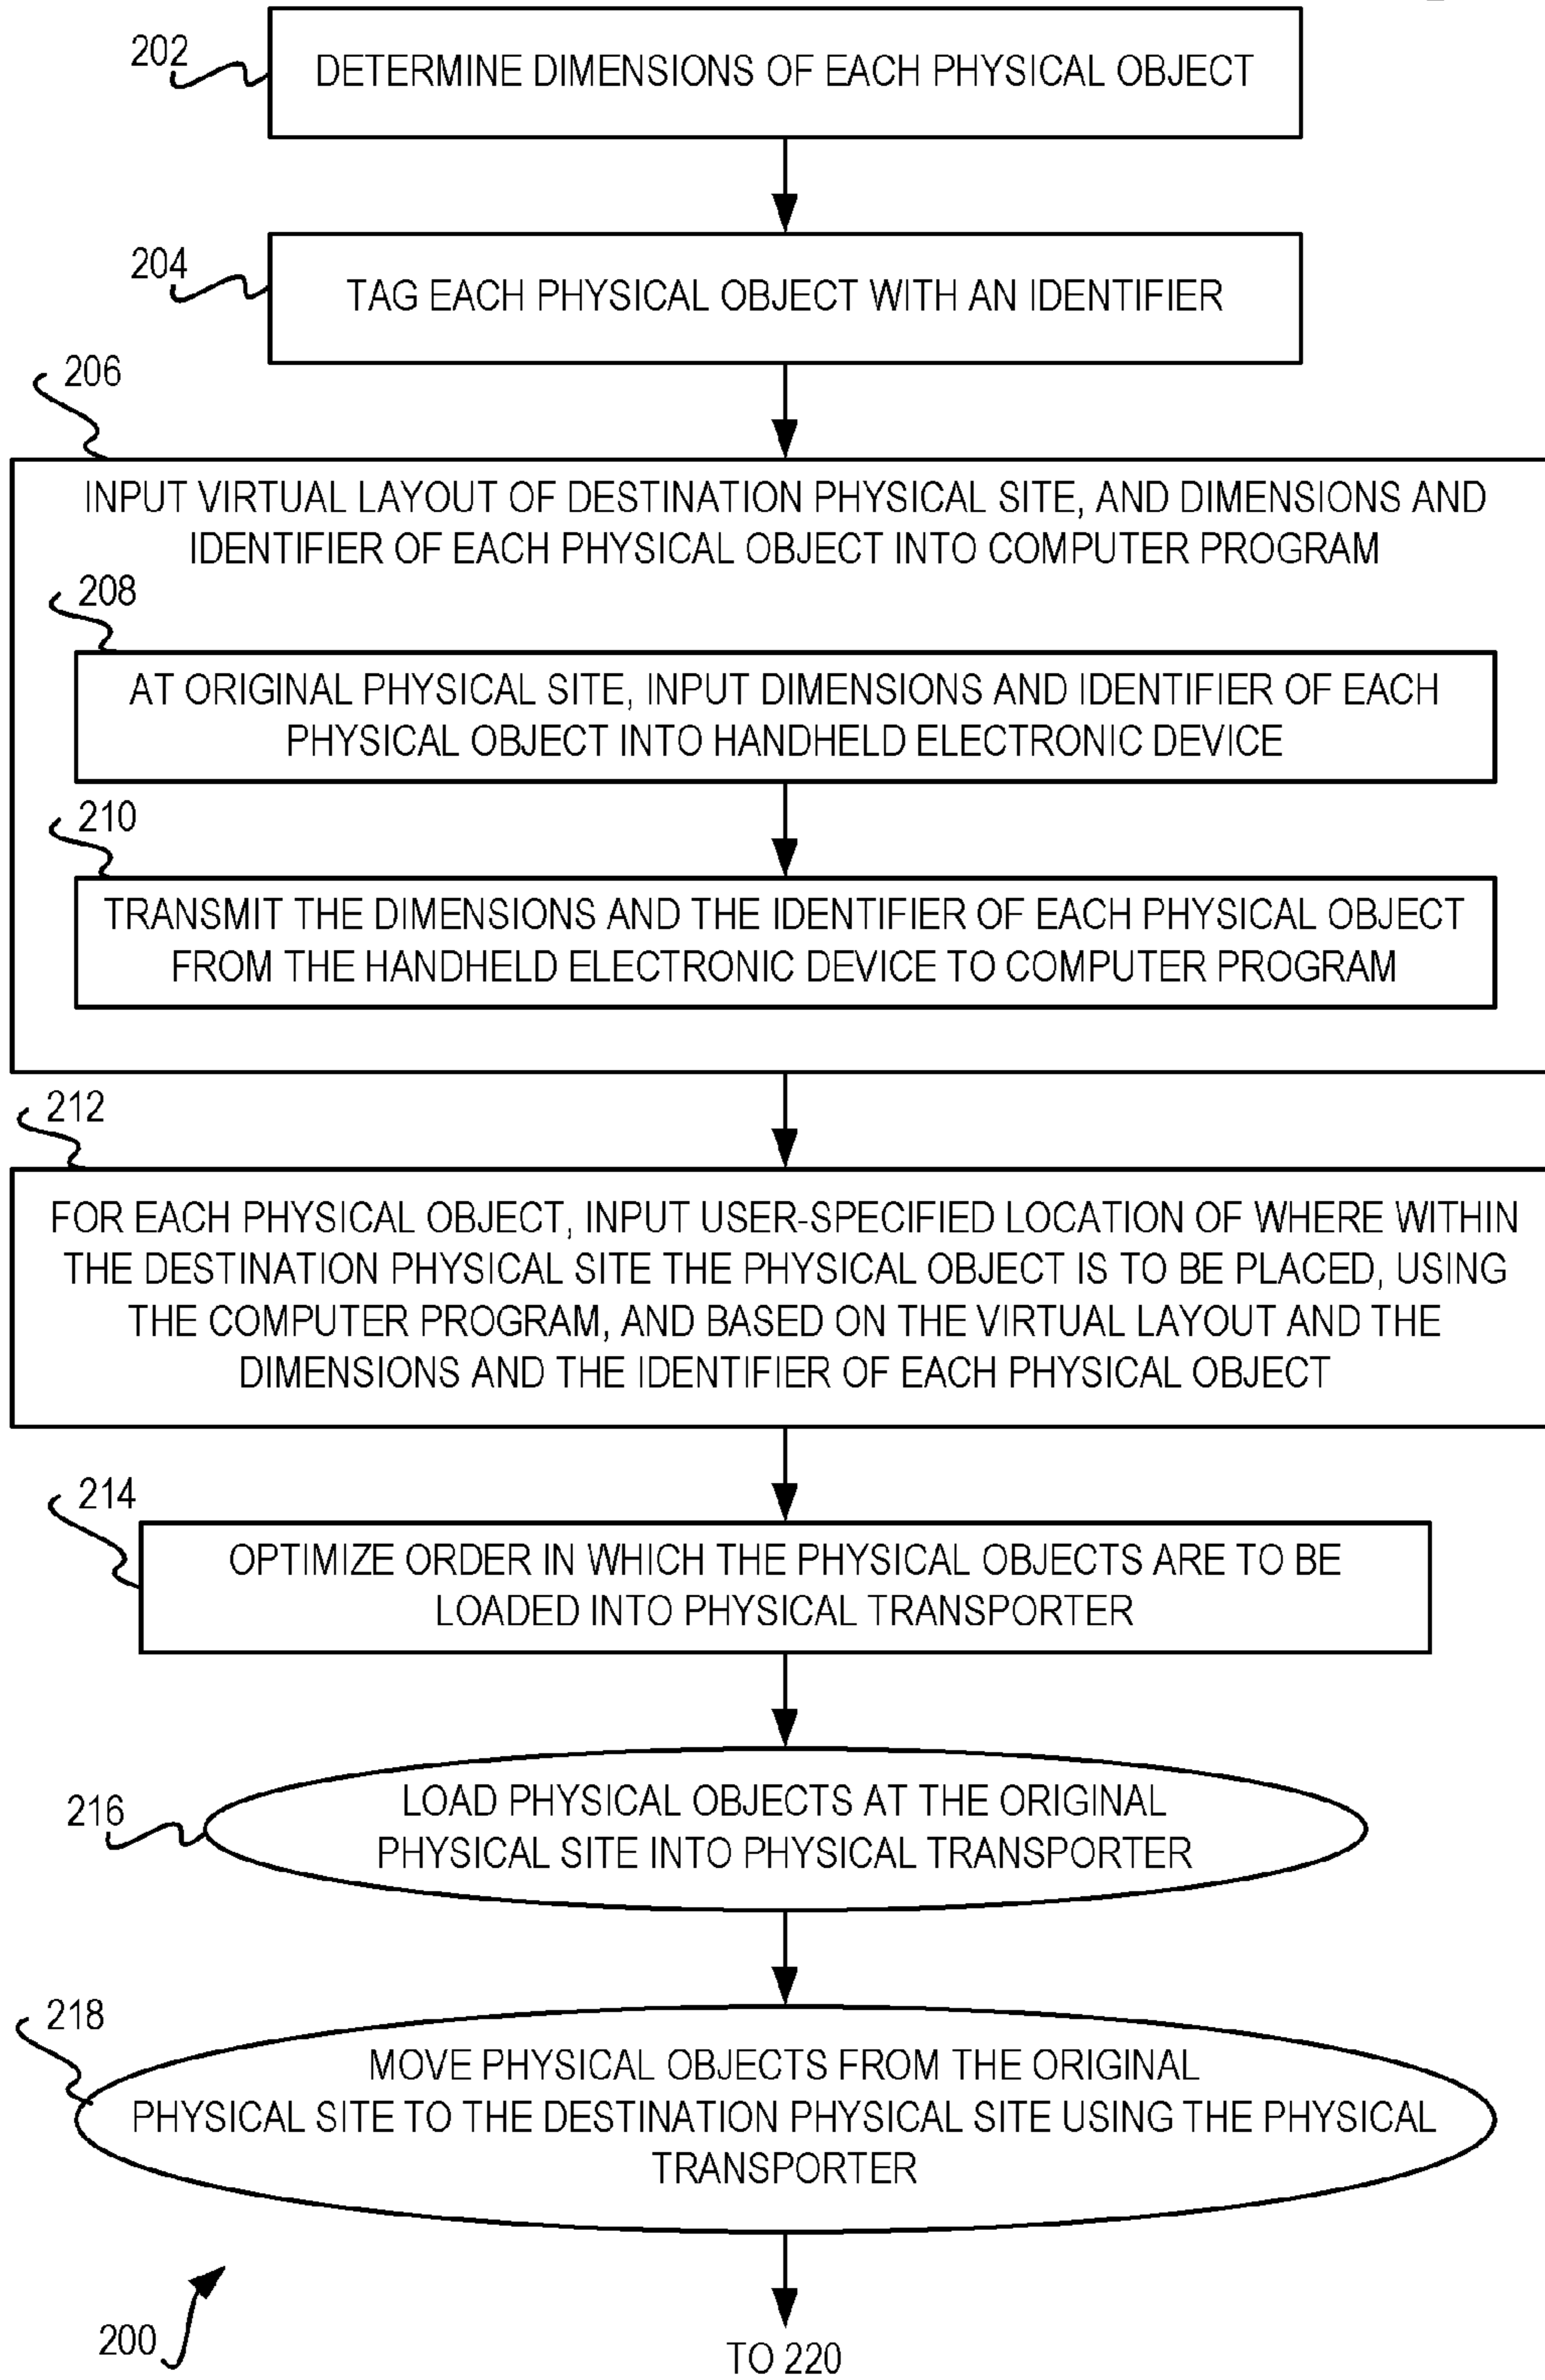 202
DETERMINE DIMENSIONS OF EACH PHYSICAL OBJECT
204
TAG EACH PHYSICAL OBJECT WITH AN IDENTIFIER
206
INPUT VIRTUAL LAYOUT OF DESTINATION PHYSICAL SITE, AND DIMENSIONS AND
IDENTIFIER OF EACH PHYSICAL OBJECT INTO COMPUTER PROGRAM
208
AT ORIGINAL PHYSICAL SITE, INPUT DIMENSIONS AND IDENTIFIER OF EACH
PHYSICAL OBJECT INTO HANDHELD ELECTRONIC DEVICE
210
TRANSMIT THE DIMENSIONS AND THE IDENTIFIER OF EACH PHYSICAL OBJECT
FROM THE HANDHELD ELECTRONIC DEVICE TO COMPUTER PROGRAM
212
FOR EACH PHYSICAL OBJECT, INPUT USER-SPECIFIED LOCATION OF WHERE WITHIN
THE DESTINATION PHYSICAL SITE THE PHYSICAL OBJECT IS TO BE PLACED, USING
THE COMPUTER PROGRAM, AND BASED ON THE VIRTUAL LAYOUT AND THE
DIMENSIONS AND THE IDENTIFIER OF EACH PHYSICAL OBJECT
214
OPTIMIZE ORDER IN WHICH THE PHYSICAL OBJECTS ARE TO BE
LOADED INTO PHYSICAL TRANSPORTER
216
LOAD PHYSICAL OBJECTS AT THE ORIGINAL
PHYSICAL SITE INTO PHYSICAL TRANSPORTER
218
MOVE PHYSICAL OBJECTS FROM THE ORIGINAL
PHYSICAL SITE TO THE DESTINATION PHYSICAL SITE USING THE PHYSICAL
TRANSPORTER
200
TO 220